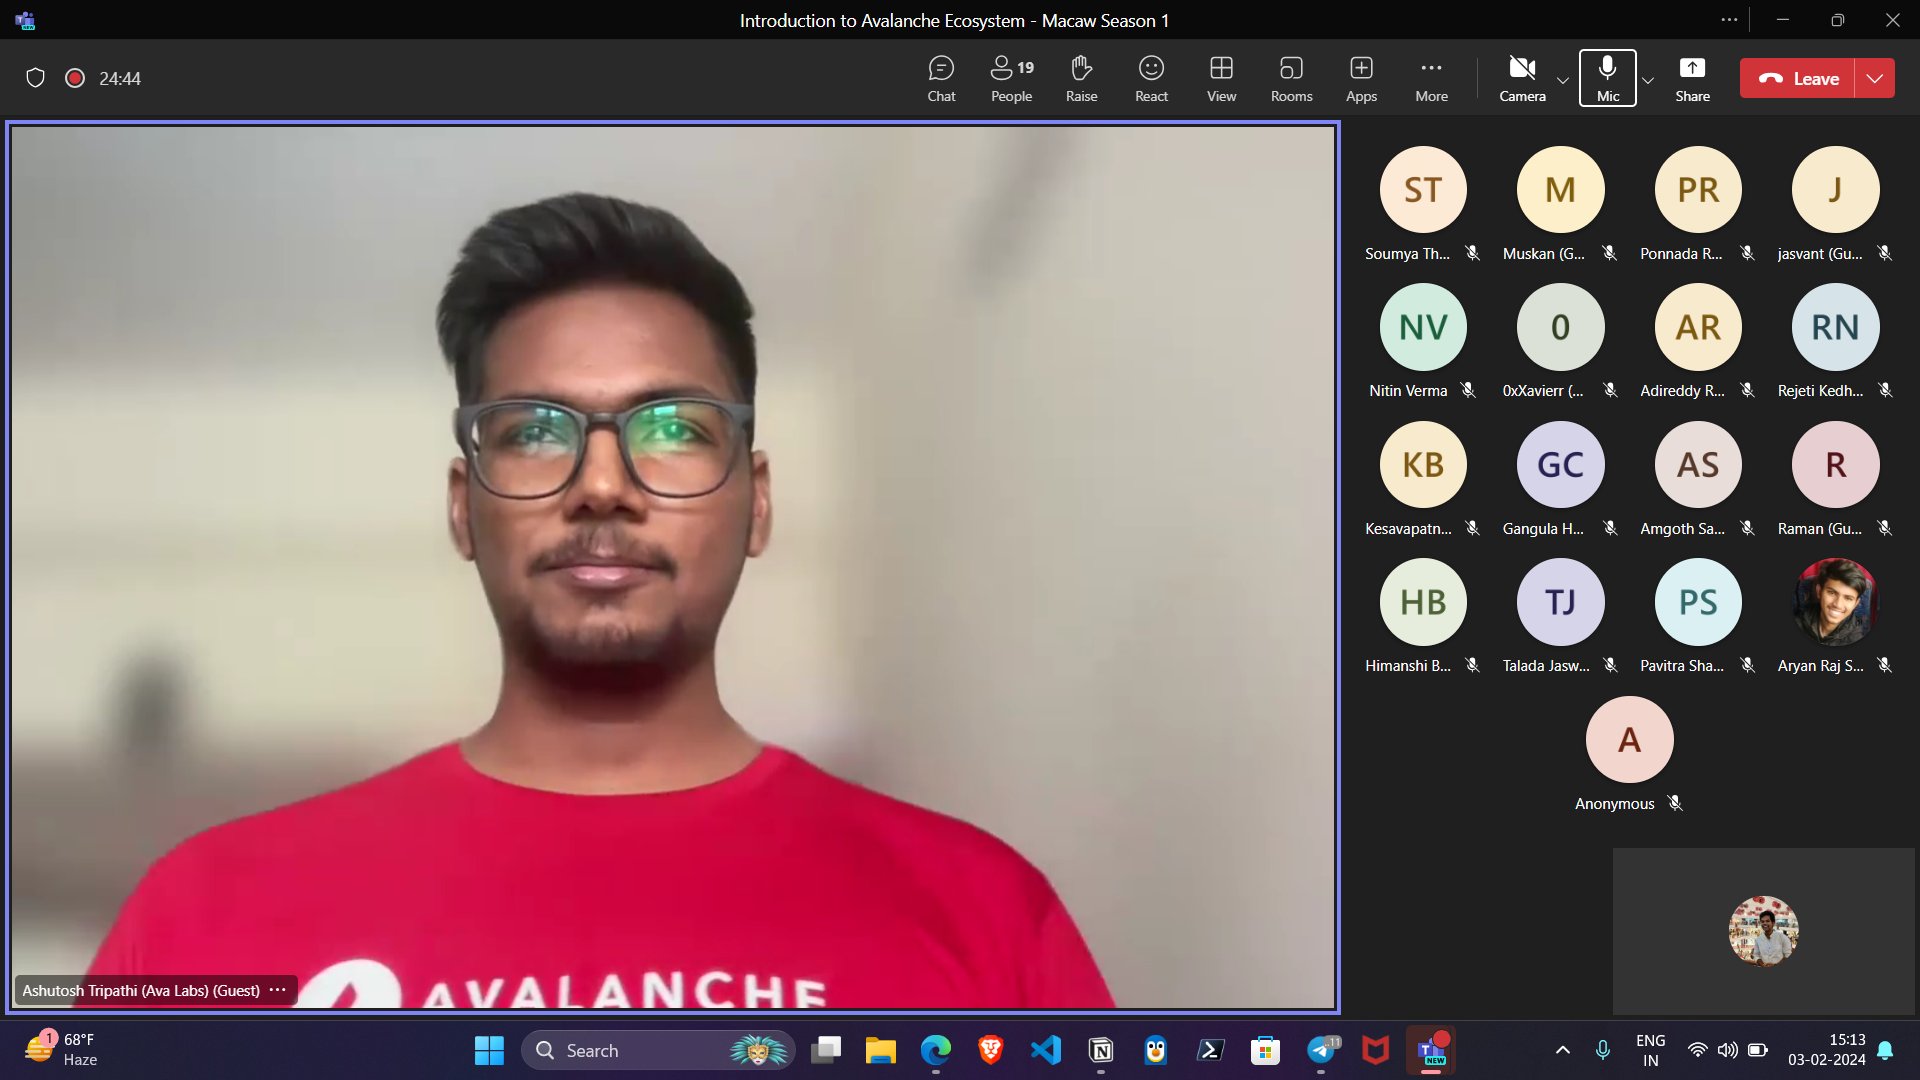 Introduction to Avalanche Ecosystem - Macaw Season 1
24:44
Chat
People 19
Raise
React
View
Rooms
Apps
More
Camera
Mic
Share
Leave
ST
M
PR
J
Soumya Th...
Muskan (G...
Ponnada R...
jasvant (Gu...
NV
0
AR
RN
Nitin Verma
0xXavierr (...
Adireddy R...
Rejeti Kedh...
KB
GC
AS
R
Kesavapatn...
Gangula H...
Amgoth Sa...
Raman (Gu...
HB
TJ
PS
Himanshi B...
Talada Jasw...
Pavitra Sha...
Aryan Raj S...
A
Anonymous
AVALANCHE
Ashutosh Tripathi (Ava Labs) (Guest)
1
68°F
Haze
Search
11
NEW
ENG
IN
15:13
03-02-2024